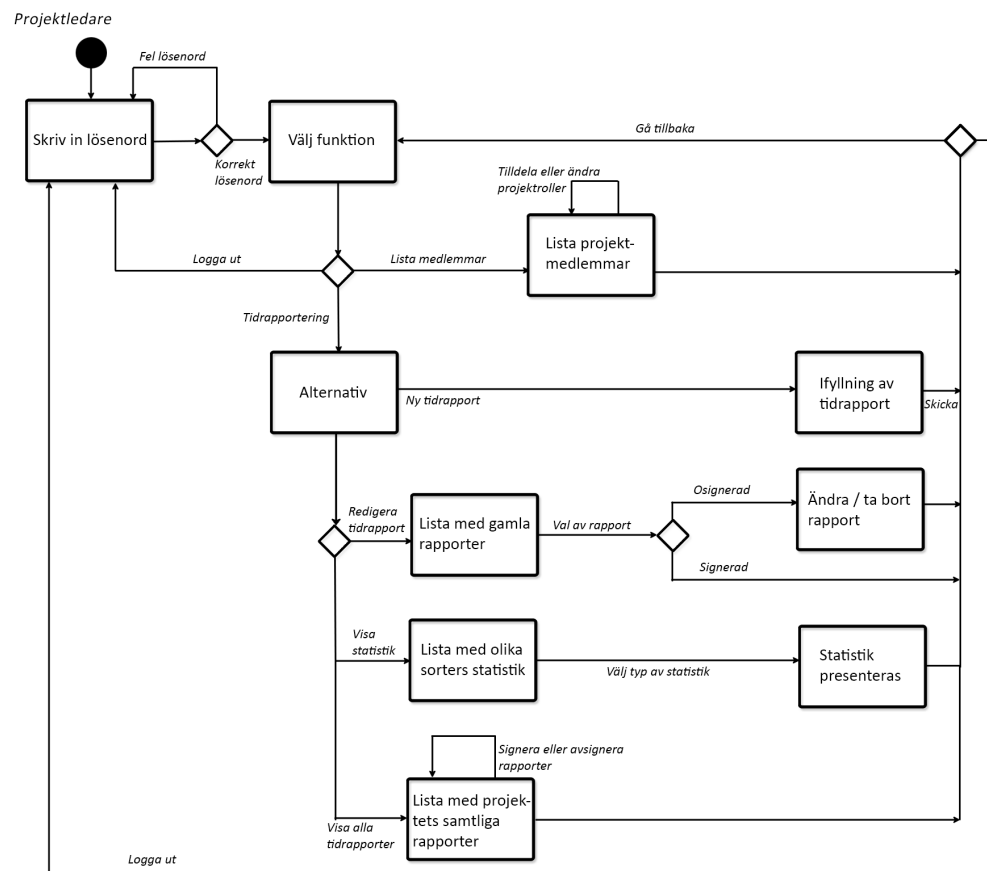 Projektledare
Fel lösenord
Skriv in lösenord
Korrekt
lösenord
Välj funktion
Gå tillbaka
Tilldela eller ändra
projektroller
Lista projekt-
medlemmar
Logga ut
Lista medlemmar
Tidrapportering
Alternativ
Ny tidrapport
Ifyllning av
tidrapport
Skicka
Redigera
tidrapport
Lista med gamla
rapporter
Val av rapport
Osignerad
Ändra / ta bort
rapport
Signerad
Visa
statistik
Lista med olika
sorters statistik
Välj typ av statistik
Statistik
presenteras
Signera eller avsignera
rapporter
Lista med projek-
tets samtliga
rapporter
Visa alla
tidrapporter
Logga ut